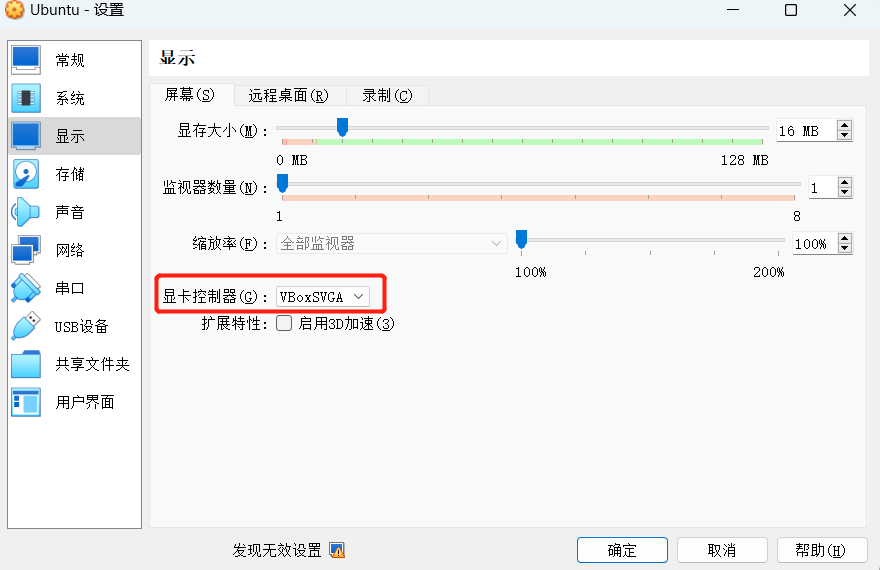 Ubuntu - 设置
常规
系统
显示
存储
声音
网络
串口
USB设备
共享文件夹
用户界面
显示
屏幕(S) 远程桌面(R) 录制(C)
显存大小(M): 16 MB
0 MB 128 MB
监视器数量(N): 1
1 8
缩放率(F): 全部监视器 100%
100% 200%
显卡控制器(G): VBoxSVGA
扩展特性: 启用3D加速(3)
发现无效设置 确定 取消 帮助(H)